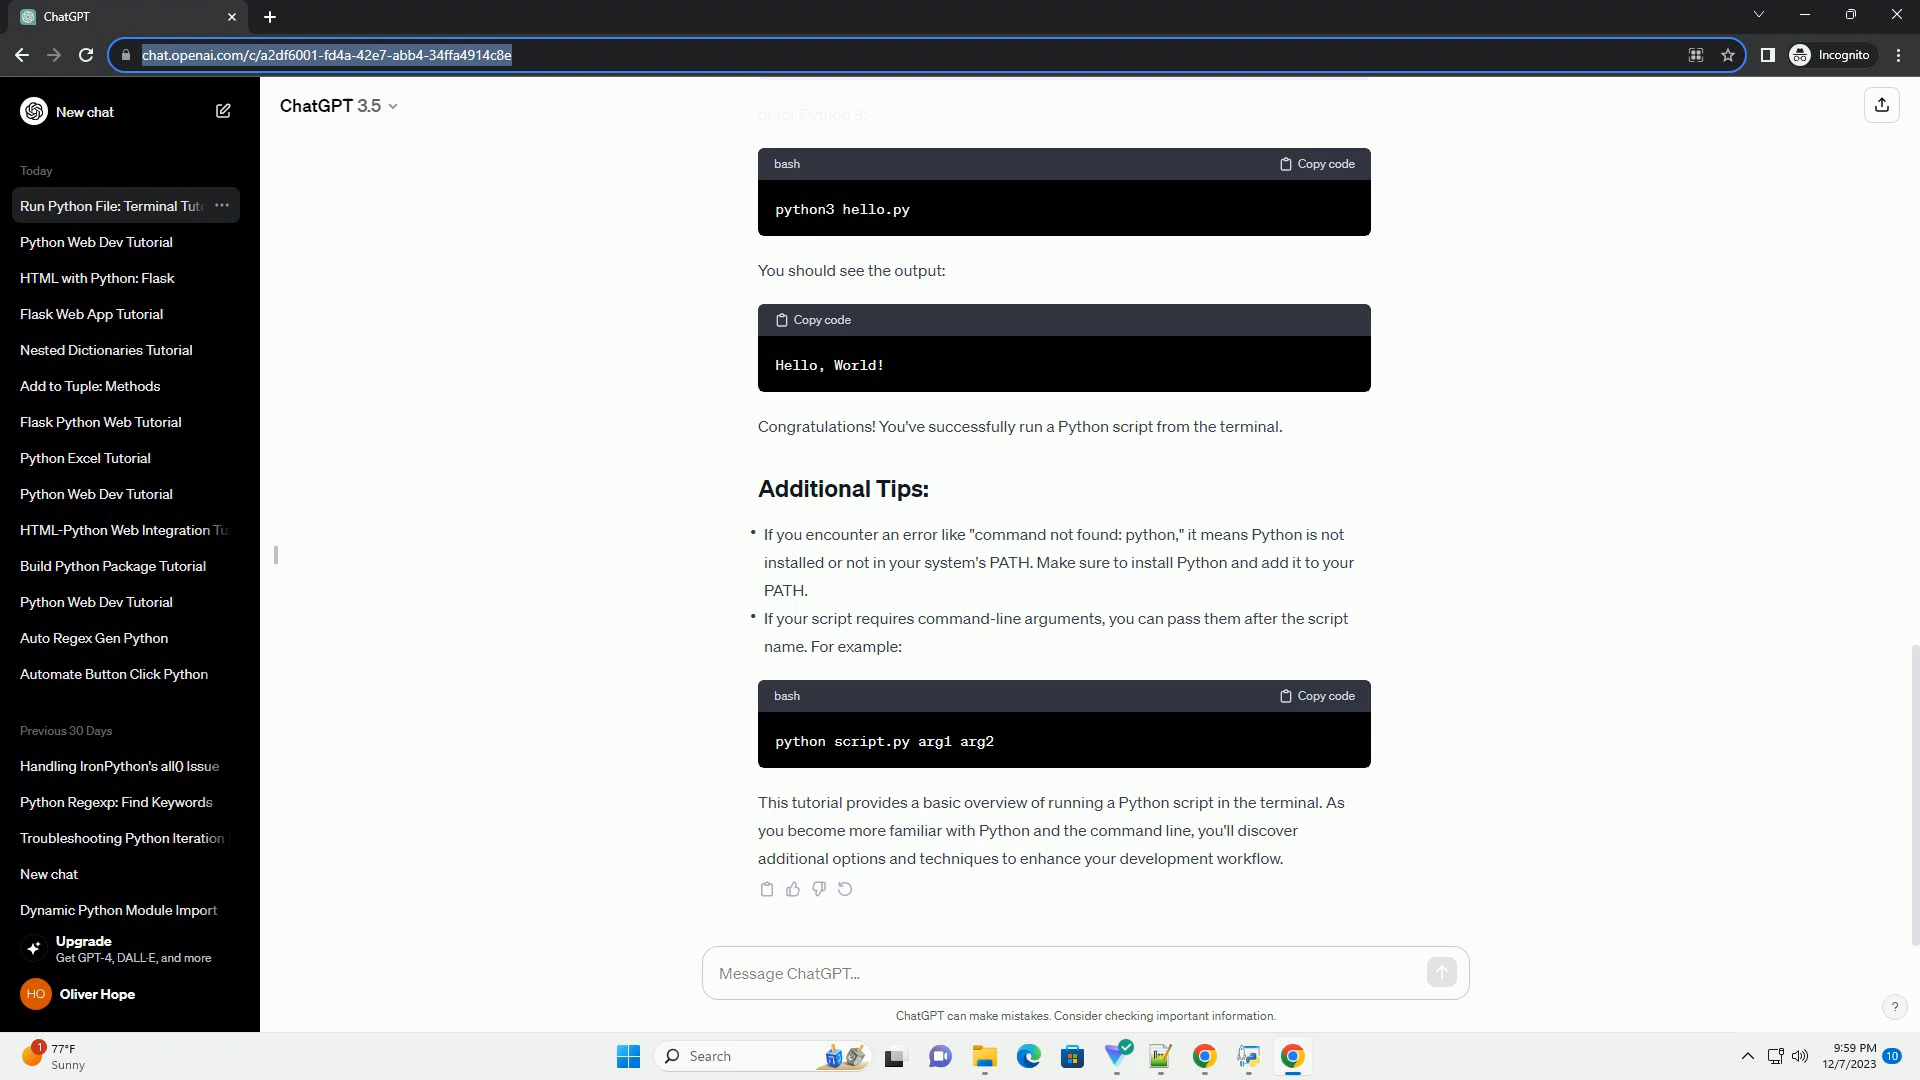 ChatGPT
chat.openai.com/c/a2df6001-fd4a-42e7-abb4-34ffa4914c8e
Incognito
New chat
Today
Run Python File: Terminal Tut
Python Web Dev Tutorial
HTML with Python: Flask
Flask Web App Tutorial
Nested Dictionaries Tutorial
Add to Tuple: Methods
Flask Python Web Tutorial
Python Excel Tutorial
Python Web Dev Tutorial
HTML-Python Web Integration Tu
Build Python Package Tutorial
Python Web Dev Tutorial
Auto Regex Gen Python
Automate Button Click Python
Previous 30 Days
Handling IronPython's all() Issue
Python Regexp: Find Keywords
Troubleshooting Python Iteration
New chat
Dynamic Python Module Import
Upgrade
Get GPT-4, DALL·E, and more
HO
Oliver Hope
ChatGPT 3.5
bash
Copy code
python3 hello.py
You should see the output:
Copy code
Hello, World!
Congratulations! You've successfully run a Python script from the terminal.
Additional Tips:
• If you encounter an error like "command not found: python," it means Python is not
installed or not in your system's PATH. Make sure to install Python and add it to your
PATH.
• If your script requires command-line arguments, you can pass them after the script
name. For example:
bash
Copy code
python script.py arg1 arg2
This tutorial provides a basic overview of running a Python script in the terminal. As
you become more familiar with Python and the command line, you'll discover
additional options and techniques to enhance your development workflow.
Message ChatGPT...
ChatGPT can make mistakes. Consider checking important information.
?
1
77°F
Sunny
Search
9:59 PM
12/7/2023
10